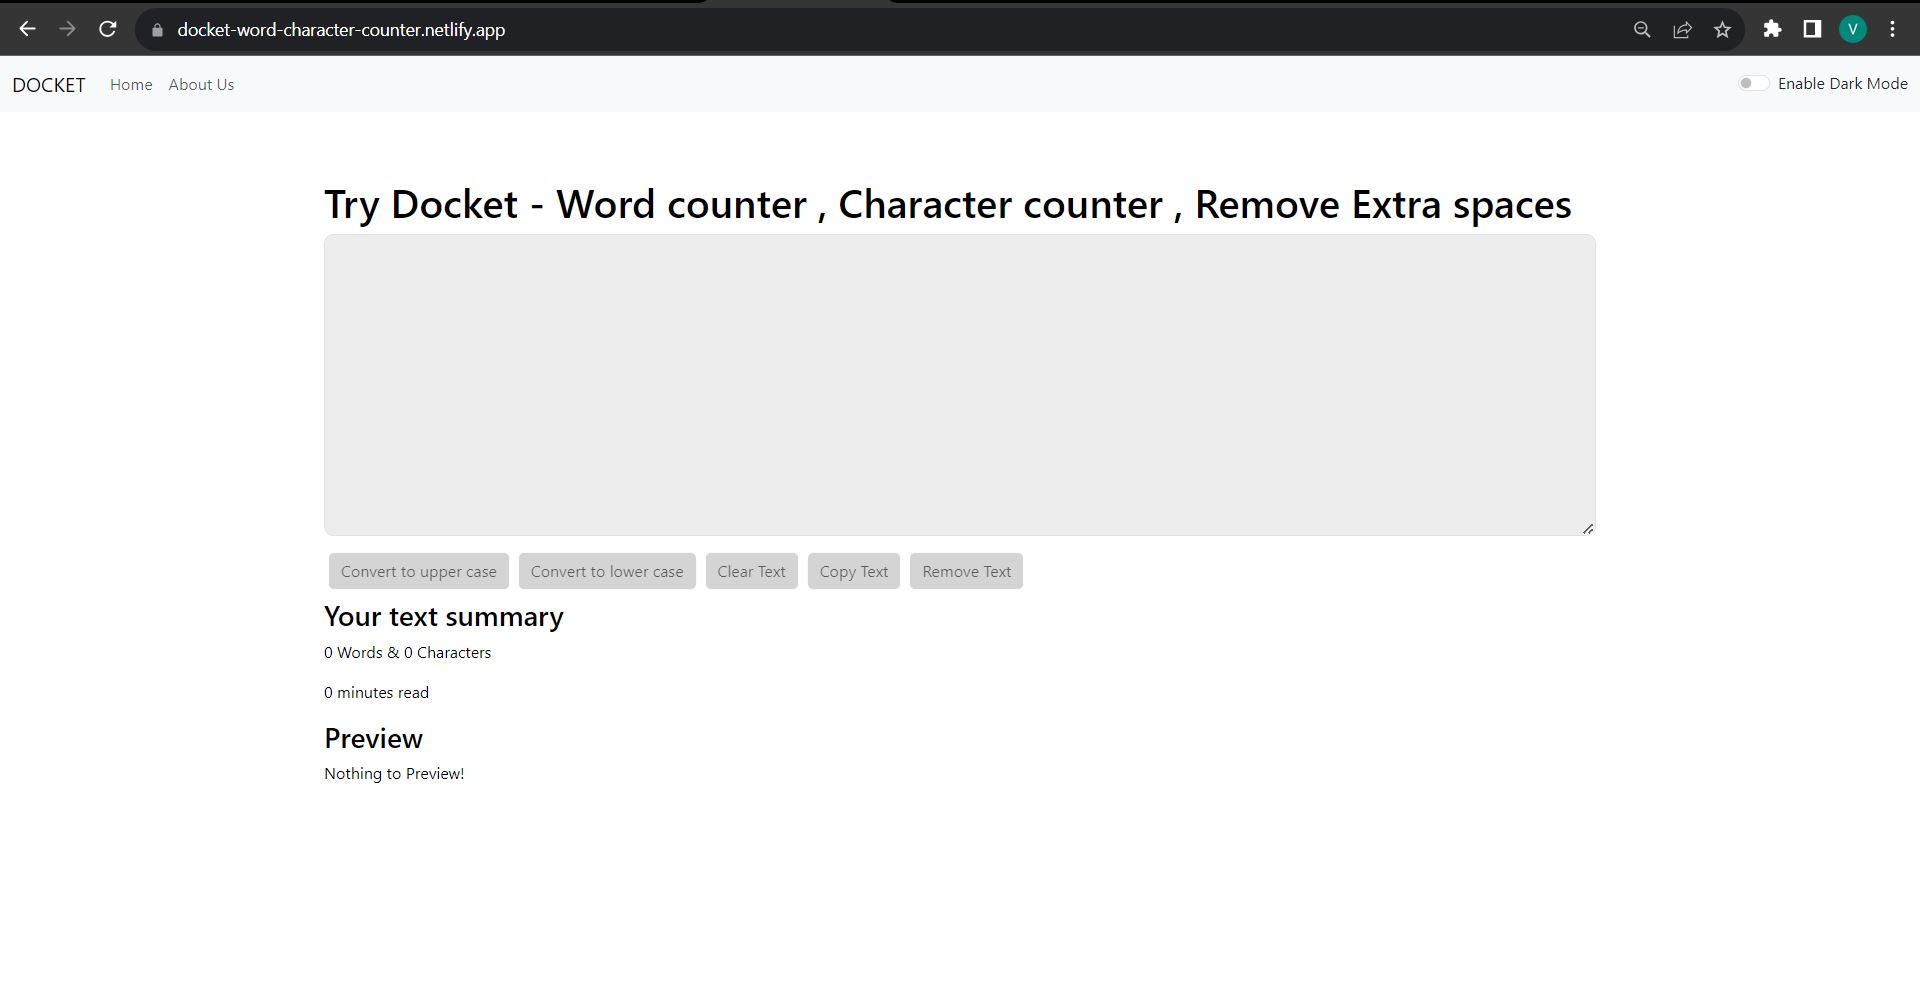 docket-word-character-counter.netlify.app
V
DOCKET Home About Us Enable Dark Mode
Try Docket - Word counter , Character counter , Remove Extra spaces
Convert to upper case Convert to lower case Clear Text Copy Text Remove Text
Your text summary
0 Words & 0 Characters
0 minutes read
Preview
Nothing to Preview!